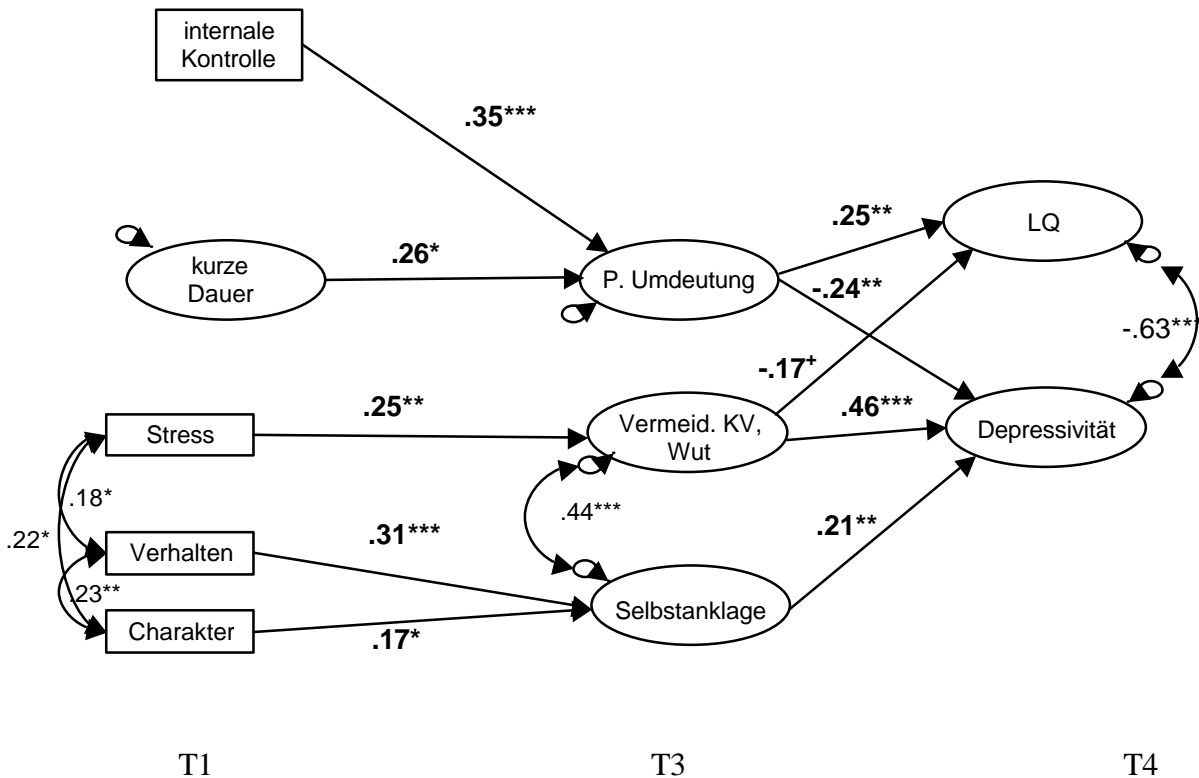 internale
Kontrolle
.35***
.25**
LQ
kurze
Dauer
.26*
P. Umdeutung
-.24**
-.63***
-.17⁺
.25**
Stress
Vermeid. KV,
Wut
.46***
Depressivität
.18*
.44***
.22*
.31***
.21**
Verhalten
.23**
Selbstanklage
Charakter
.17*
T1
T3
T4